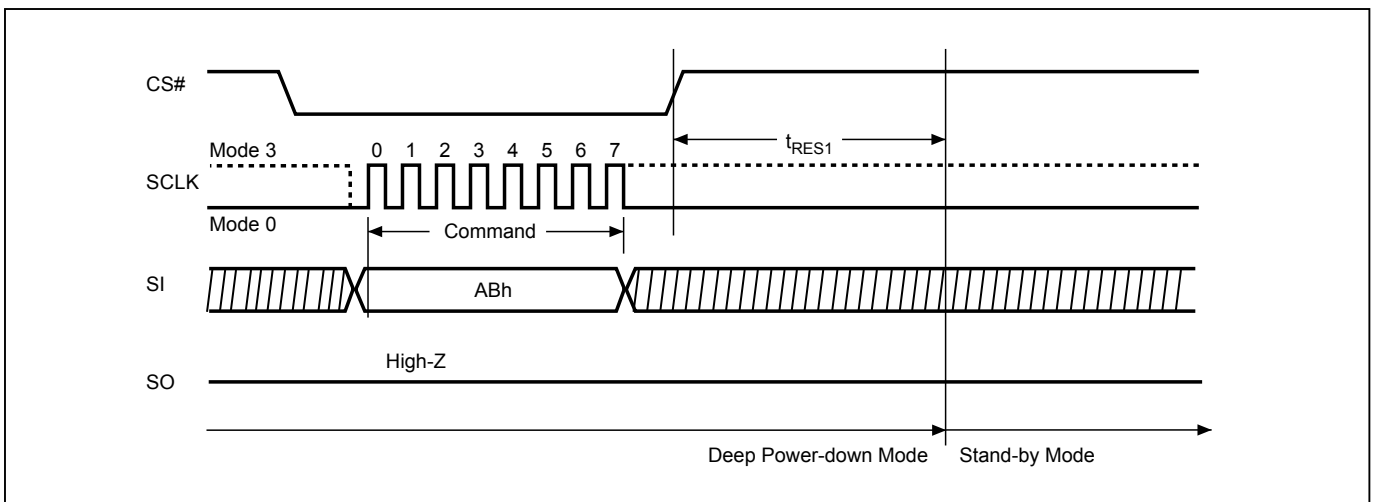 CS#
tRES1
Mode 3
0 1 2 3 4 5 6 7
SCLK
Mode 0
Command
SI
ABh
High-Z
SO
Deep Power-down Mode
Stand-by Mode